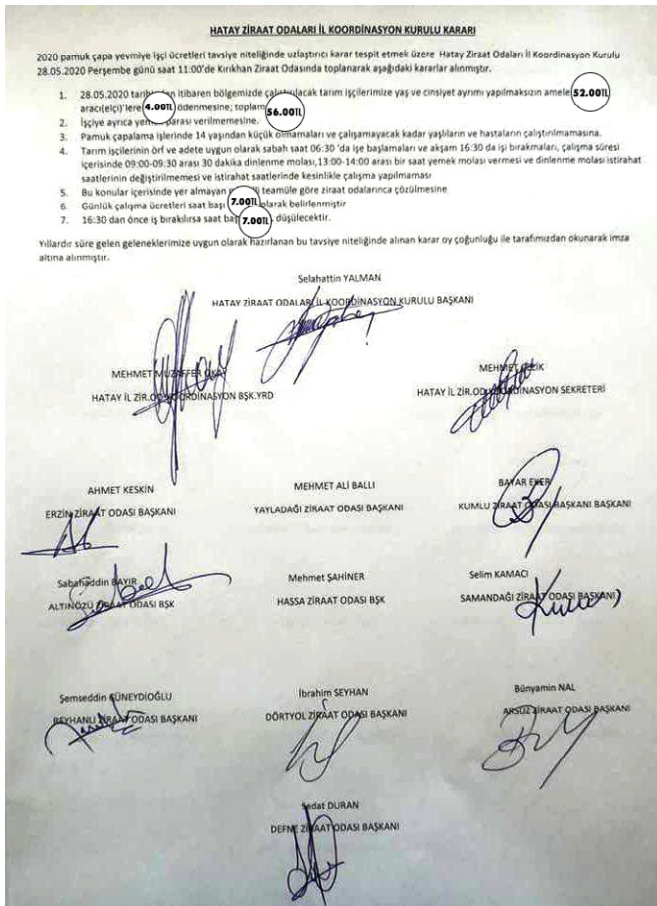 HATAY ZİRAAT ODALARI İL KOORDİNASYON KURULU KARARI
2020 pamuk çapa yevmiye işçi ücretleri tavsiye niteliğinde uzlaştırıcı karar tespit etmek üzere Hatay Ziraat Odaları İl Koordinasyon Kurulu
28.05.2020 Perşembe günü saat 11:00'de Kırıkhan Ziraat Odasında toplanarak aşağıdaki kararlar alınmıştır.
1. 28.05.2020 itibaren bölgemizde tarım işçilerimize yaş ve cinsiyet ayrımı yapılmaksızın amele 52.00TL
aracı(elçi)'lere 4.00TL ödenmesine; toplam 56.00TL
2. İşçiye ayrıca parası verilmemesine.
3. Pamuk çapalama işlerinde 14 yaşından küçük olmamaları ve çalışamayacak kadar yaşlıların ve hastaların çalıştırılmamasına.
4. Tarım işçilerinin örf ve adete uygun olarak sabah saat 06:30 'da işe başlamaları ve akşam 16:30 da işi bırakmaları, çalışma süresi
içerisinde 09:00-09:30 arası 30 dakika dinlenme molası,13:00-14:00 arası bir saat yemek molası vermesi ve dinlenme molası istirahat
saatlerinin değiştirilmemesi ve istirahat saatlerinde kesinlikle çalışma yapılmaması
5. Bu konular içerisinde yer almayan teamüle göre ziraat odalarınca çözülmesine
6. Günlük çalışma ücretleri saat başı 7.00TL olarak belirlenmiştir
7. 16:30 dan önce iş bırakılırsa saat 7.00TL düşülecektir.
Yıllardır süre gelen geleneklerimize uygun olarak hazırlanan bu tavsiye niteliğinde alınan karar oy çoğunluğu ile tarafımızdan okunarak imza
altına alınmıştır.
Selahattin YALMAN
HATAY ZİRAAT ODALARI İL KOORDİNASYON KURULU BAŞKANI
MEHMET MUZAFFER OKAY
HATAY İL ZİR.ODA KOORDİNASYON BŞK.YRD
MEHMET
HATAY İL ZİR.ODA KOORDİNASYON SEKRETERİ
AHMET KESKİN
ERZİN ZİRAAT ODASI BAŞKANI
MEHMET ALİ BALLI
YAYLADAĞI ZİRAAT ODASI BAŞKANI
BAYAR EKER
KUMLU ZİRAAT ODASI BAŞKANI BAŞKANI
Sabahaddin BAYIR
ALTINÖZÜ ZİRAAT ODASI BŞK
Mehmet ŞAHİNER
HASSA ZİRAAT ODASI BŞK
Selim KAMACI
SAMANDAĞI ZİRAAT ODASI BAŞKANI
Şemseddin GÜNEYDİOĞLU
REYHANLI ZİRAAT ODASI BAŞKANI
İbrahim SEYHAN
DÖRTYOL ZİRAAT ODASI BAŞKANI
Bünyamin NAL
ARSUZ ZİRAAT ODASI BAŞKANI
Sedat DURAN
DEFNE ZİRAAT ODASI BAŞKANI